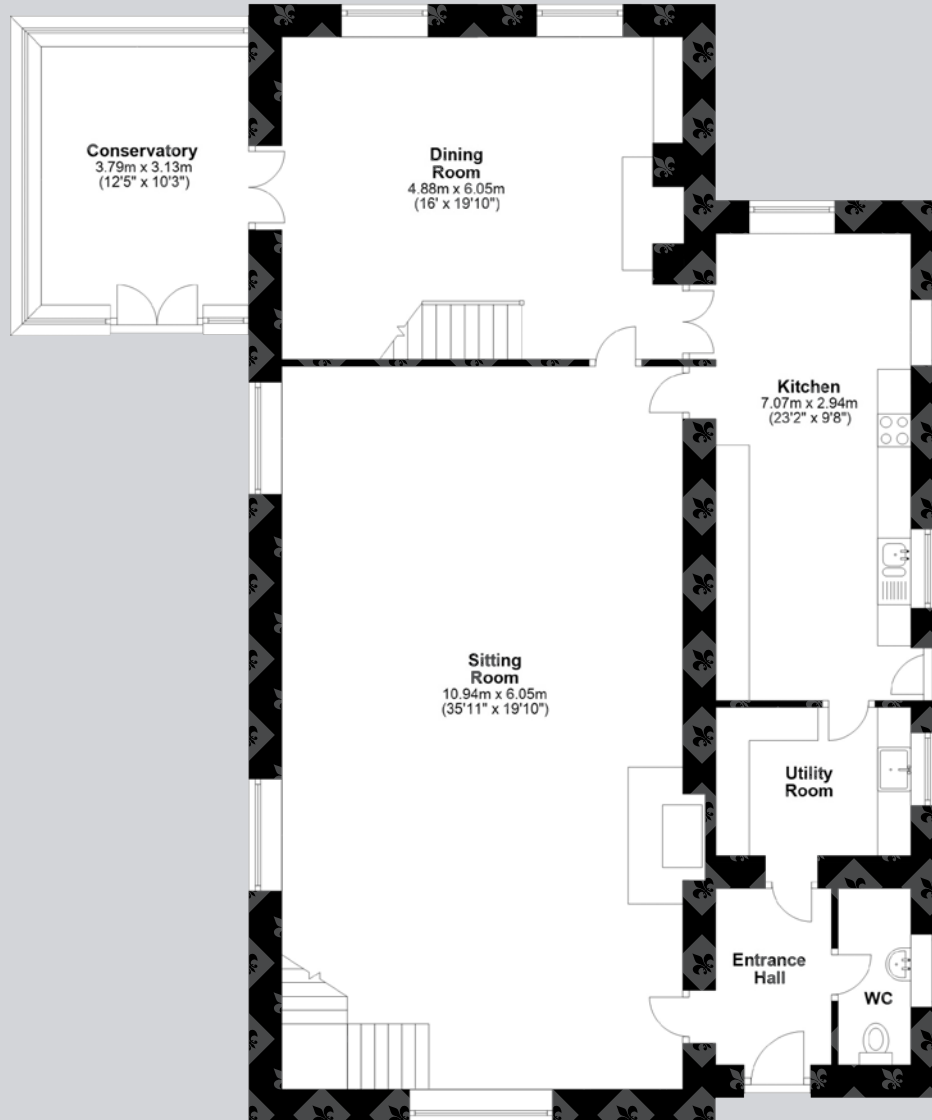 Conservatory
3.79m x 3.13m
(12'5" x 10'3")
Dining
Room
4.88m x 6.05m
(16' x 19'10")
Kitchen
7.07m x 2.94m
(23'2" x 9'8")
Sitting
Room
10.94m x 6.05m
(35'11" x 19'10")
Utility
Room
Entrance
Hall
WC